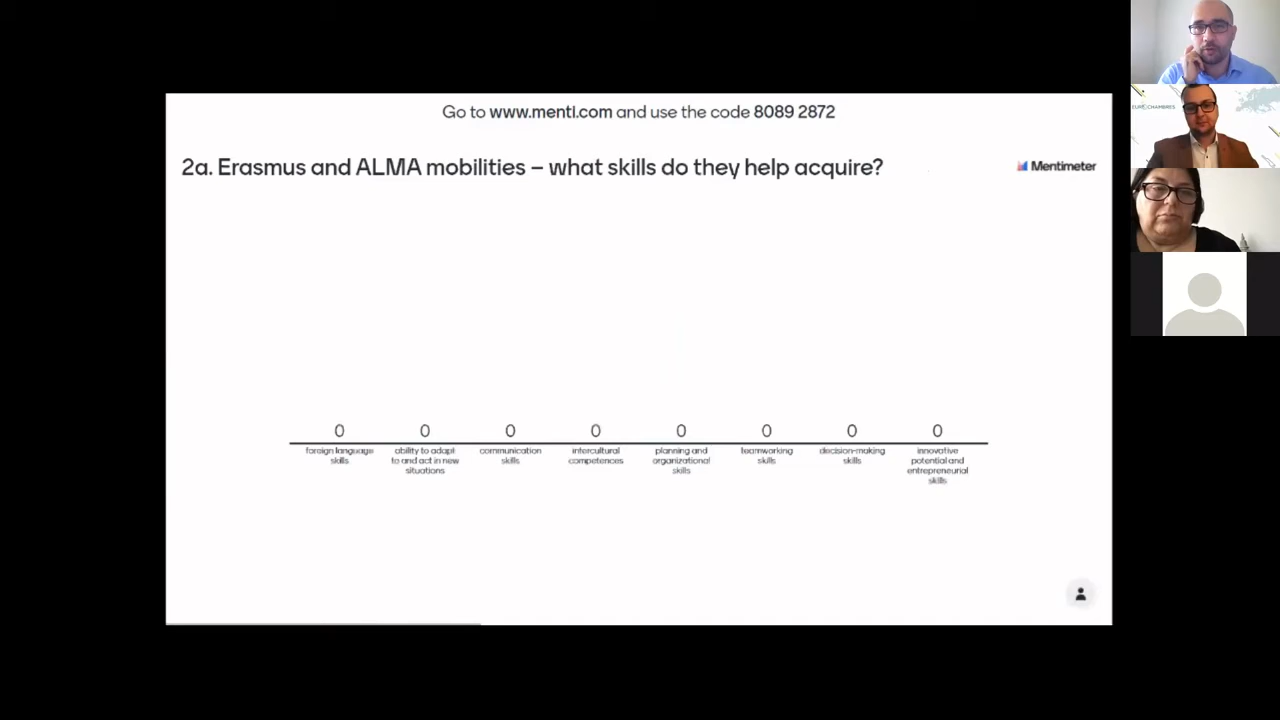 Go to www.menti.com and use the code 8089 2872
2a. Erasmus and ALMA mobilities – what skills do they help acquire?
Mentimeter
EUROCHAMBRES
0 0 0 0 0 0 0 0
foreign language
skills
ability to adapt
to and act in new
situations
communication
skills
intercultural
competences
planning and
organizational
skills
teamworking
skills
decision-making
skills
innovative
potential and
entrepreneurial
skills